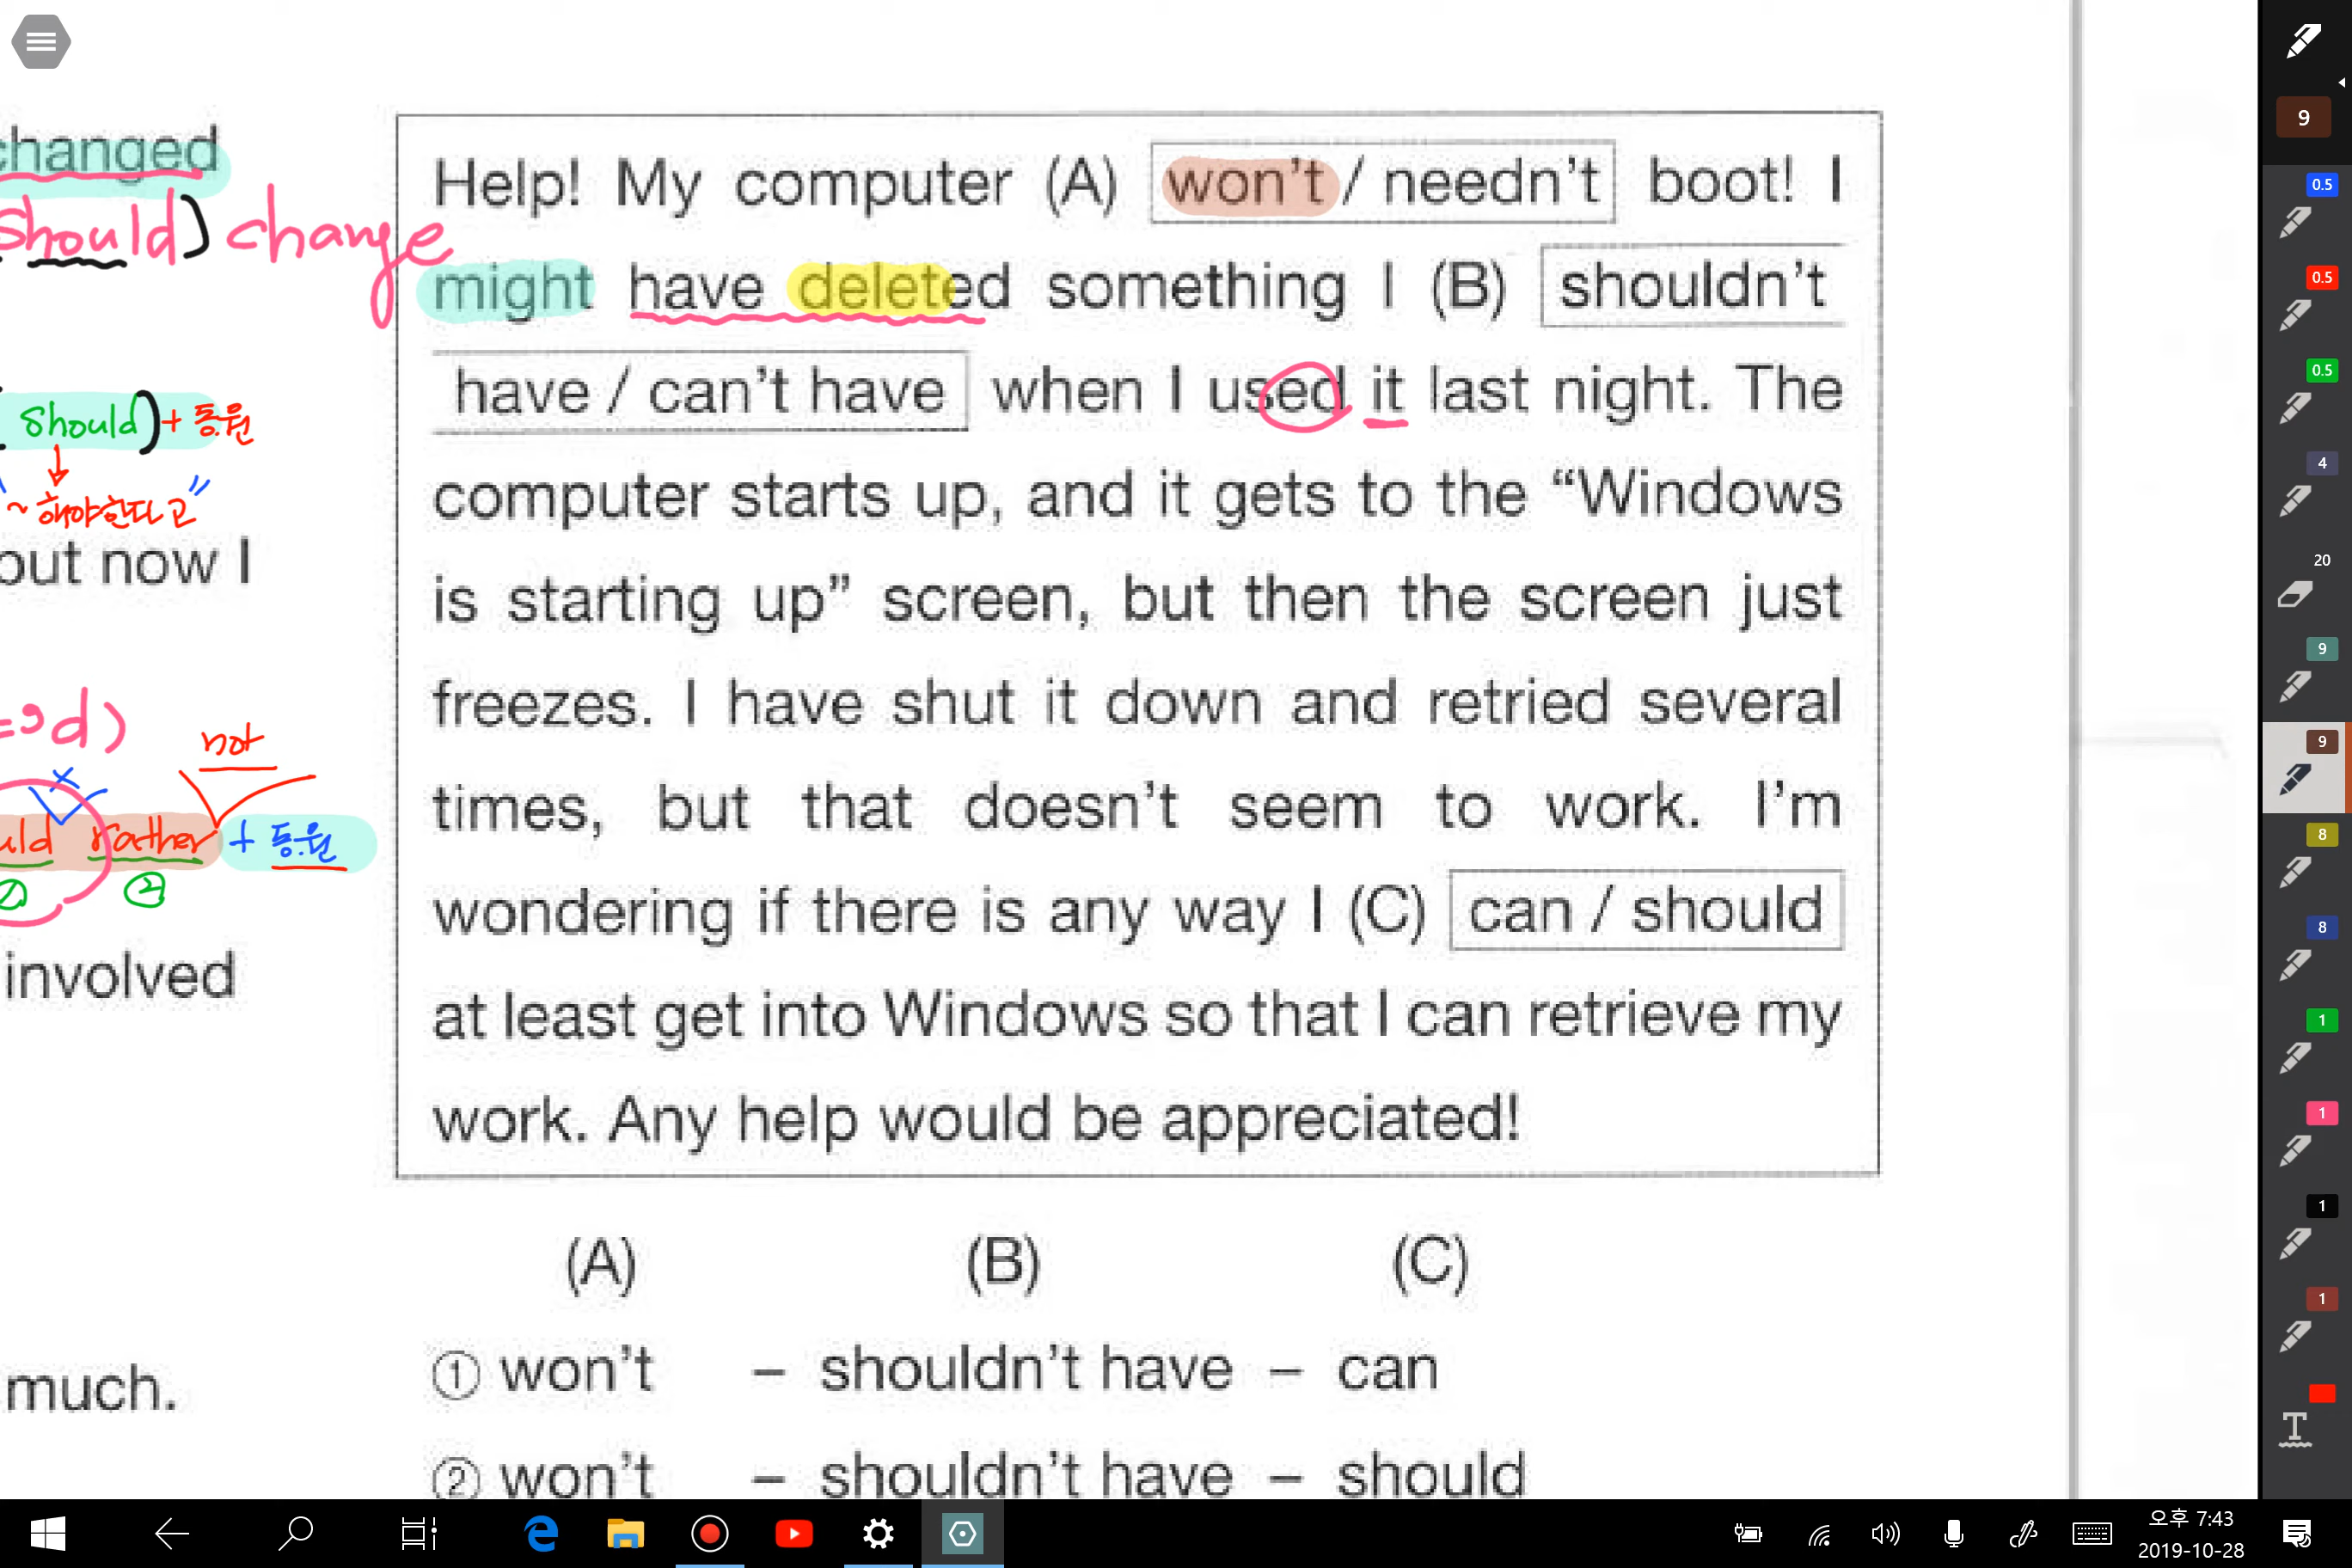 changed
should) change
Should) + 동원
~ 해야한다고
but now I
=ed)
not
rather + 동원
① ②
involved
much.
Help! My computer (A) won't / needn't boot! I
might have deleted something I (B) shouldn't
have / can't have when I used it last night. The
computer starts up, and it gets to the “Windows
is starting up” screen, but then the screen just
freezes. I have shut it down and retried several
times, but that doesn't seem to work. I'm
wondering if there is any way I (C) can / should
at least get into Windows so that I can retrieve my
work. Any help would be appreciated!
(A) (B) (C)
① won't – shouldn't have – can
② won't – shouldn't have – should
9
0.5
0.5
0.5
4
20
9
9
8
8
1
1
1
1
T
오후 7:43
2019-10-28